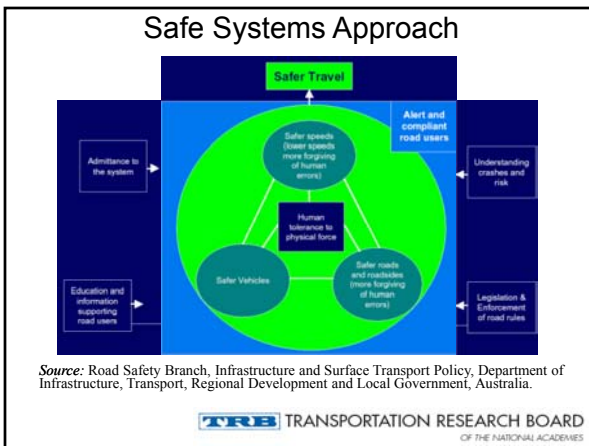 Safe Systems Approach
Safer Travel
Alert and
compliant
road users
Safer speeds
(lower speeds
more forgiving
of human
errors)
Admittance to
the system
Understanding
crashes and
risk
Human
tolerance to
physical force
Safer Vehicles
Safer roads
and roadsides
(more forgiving
of human
errors)
Education and
information
supporting
road users
Legislation &
Enforcement
of road rules
Source: Road Safety Branch, Infrastructure and Surface Transport Policy, Department of
Infrastructure, Transport, Regional Development and Local Government, Australia.
TRB TRANSPORTATION RESEARCH BOARD
OF THE NATIONAL ACADEMIES